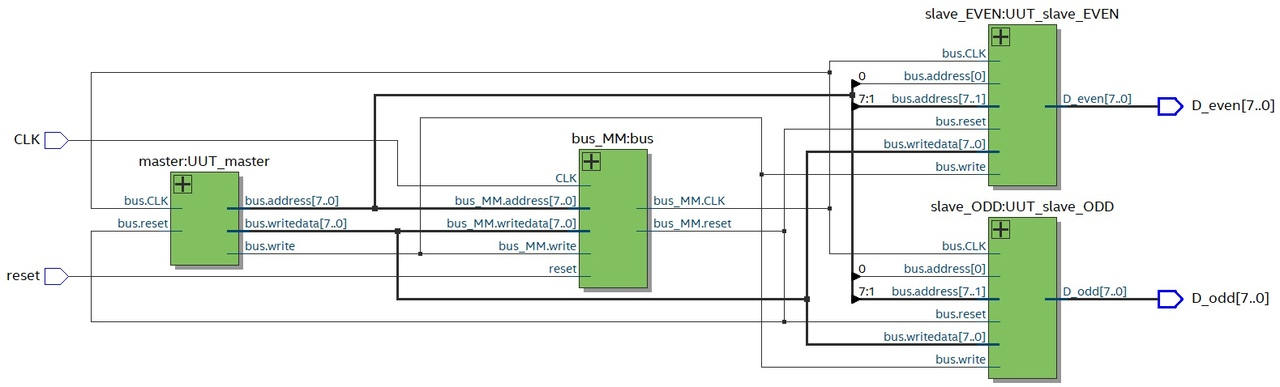 CLK
reset
master:UUT_master
bus.CLK
bus.reset
bus.address[7..0]
bus.writedata[7..0]
bus.write
bus_MM:bus
CLK
bus_MM.address[7..0]
bus_MM.writedata[7..0]
bus_MM.write
reset
bus_MM.CLK
bus_MM.reset
slave_EVEN:UUT_slave_EVEN
bus.CLK
0 bus.address[0]
7:1 bus.address[7..1]
bus.reset
bus.writedata[7..0]
bus.write
D_even[7..0]
D_even[7..0]
slave_ODD:UUT_slave_ODD
bus.CLK
0 bus.address[0]
7:1 bus.address[7..1]
bus.reset
bus.writedata[7..0]
bus.write
D_odd[7..0]
D_odd[7..0]